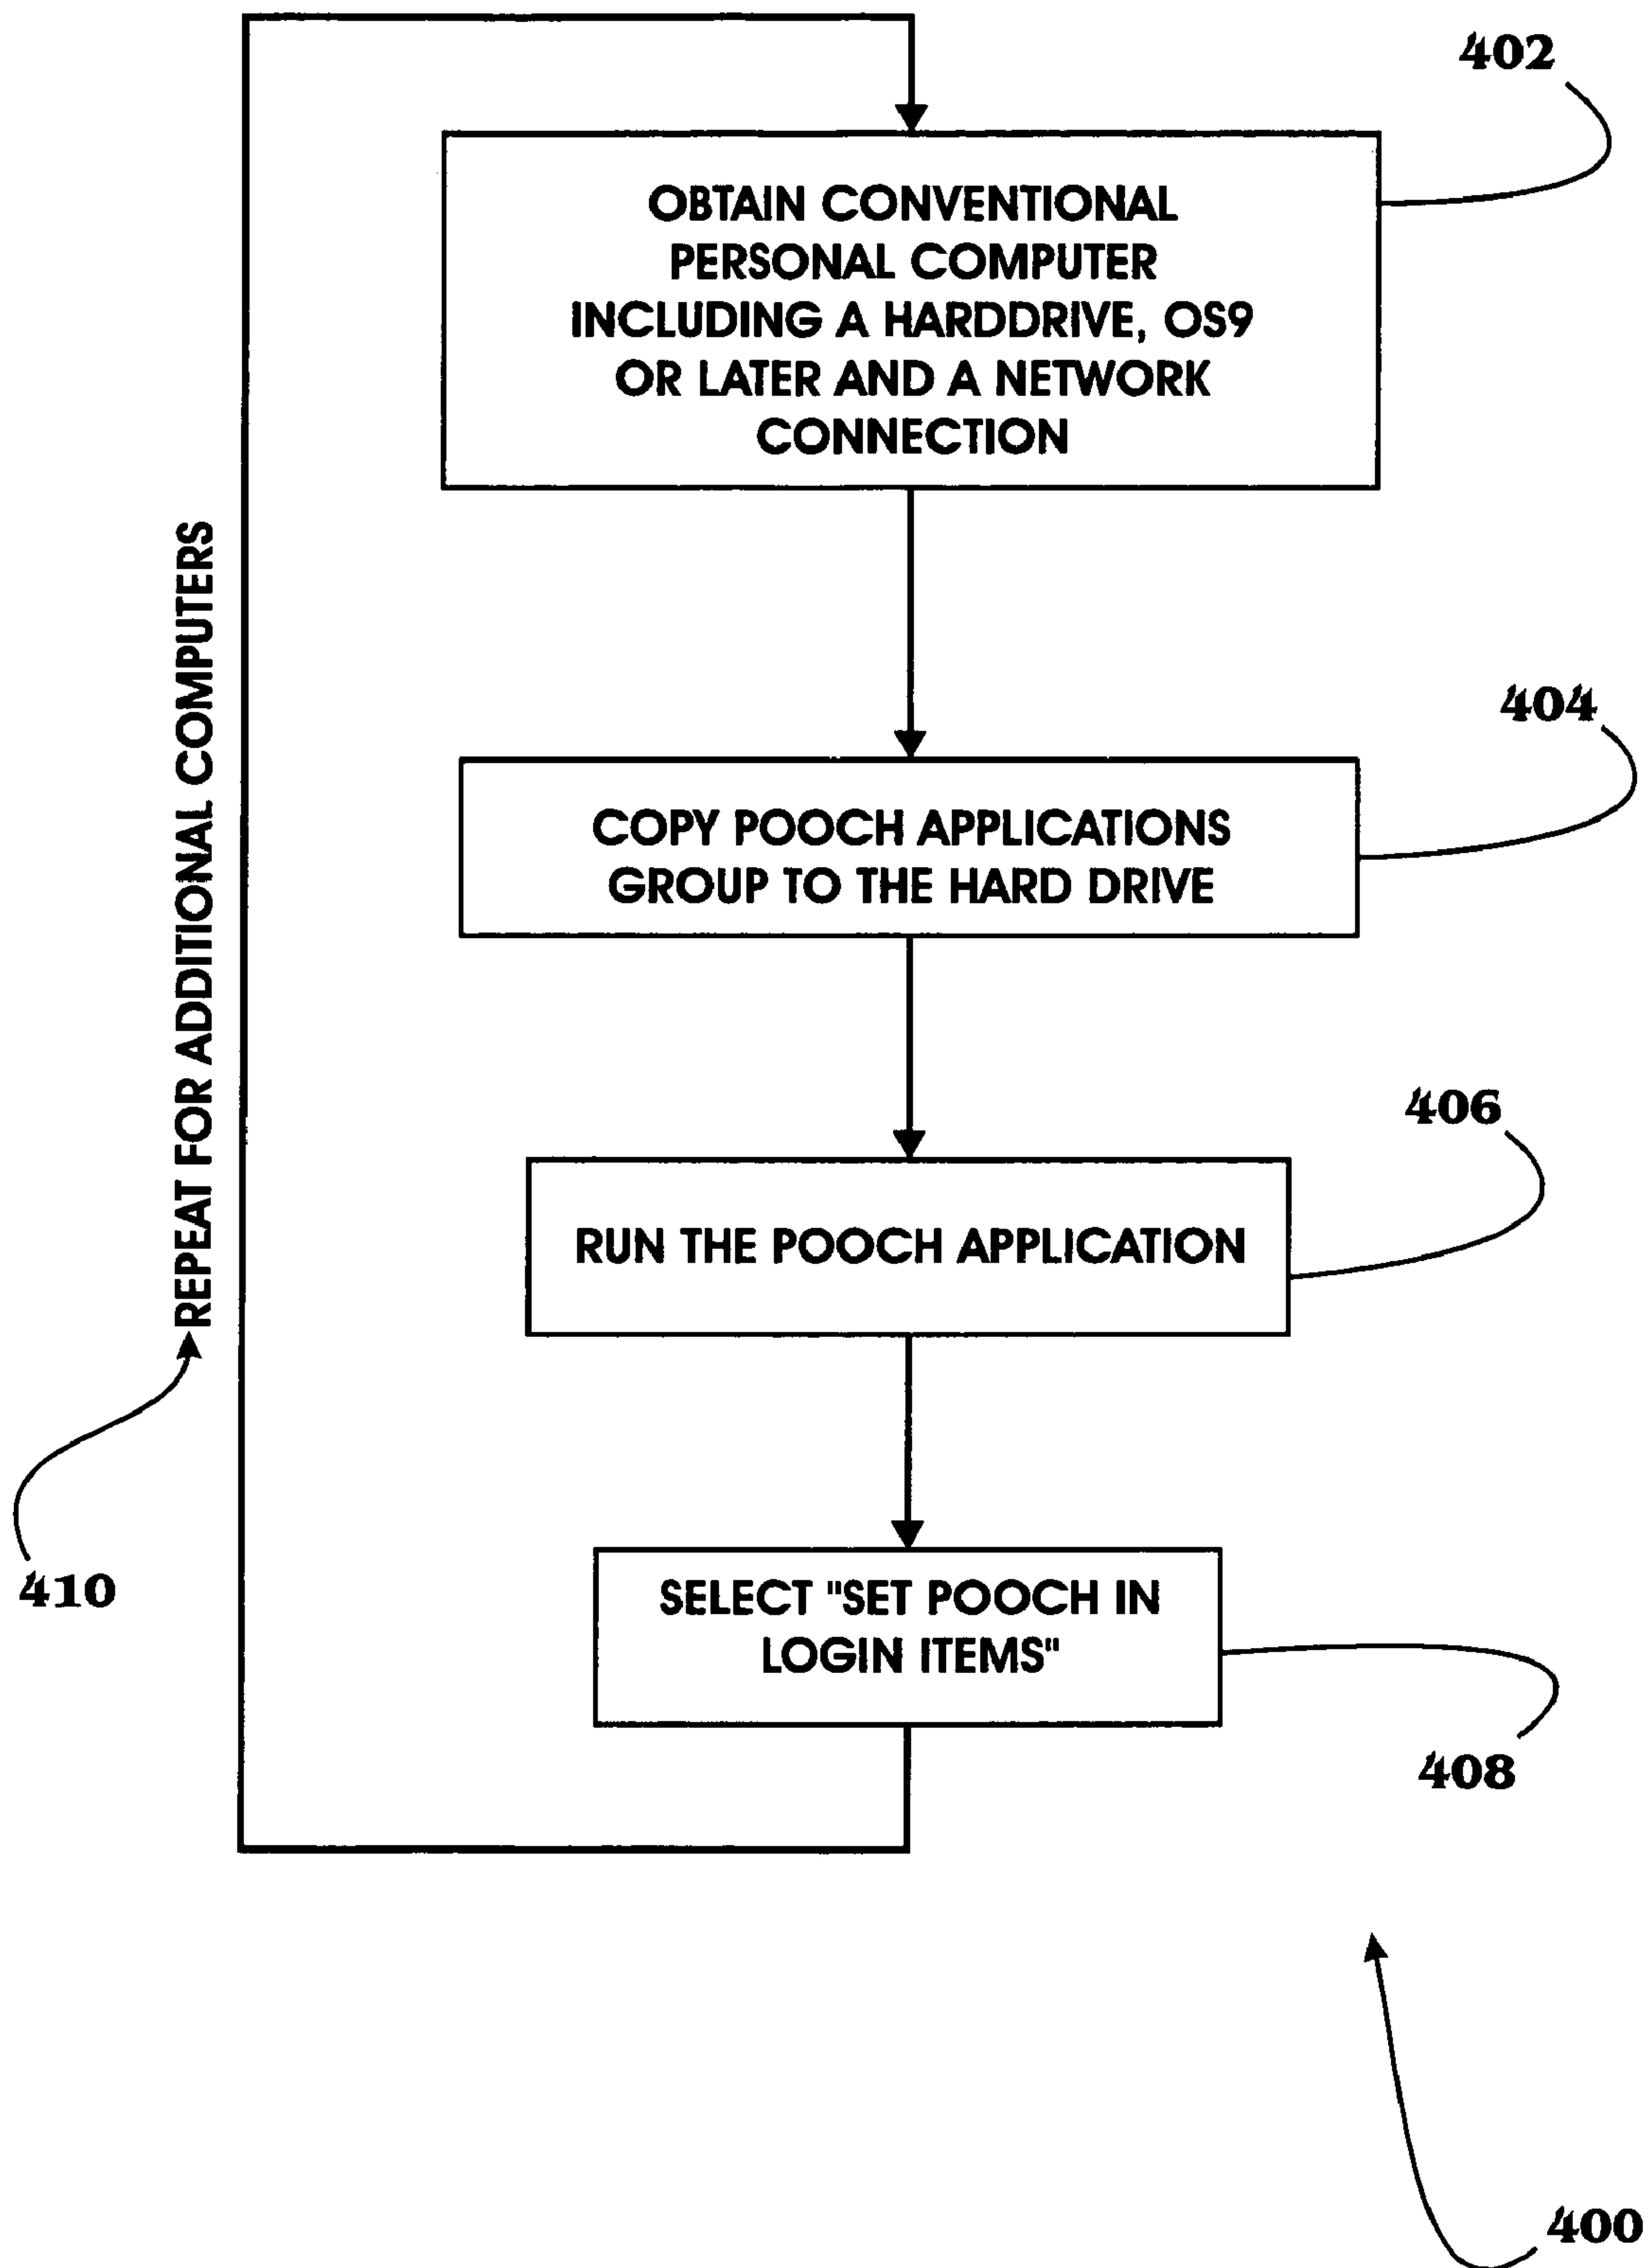 402
OBTAIN CONVENTIONAL
PERSONAL COMPUTER
INCLUDING A HARDDRIVE, OS9
OR LATER AND A NETWORK
CONNECTION
REPEAT FOR ADDITIONAL COMPUTERS
404
COPY POOCH APPLICATIONS
GROUP TO THE HARD DRIVE
406
RUN THE POOCH APPLICATION
410
SELECT "SET POOCH IN
LOGIN ITEMS"
408
400